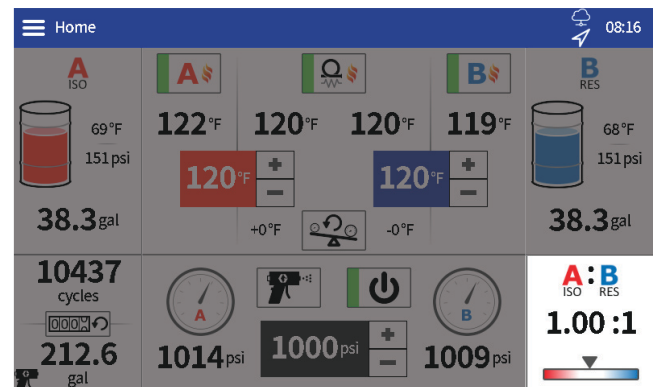 Home 08:16
A
ISO
69°F
151 psi
38.3 gal
A Ω B
122°F 120°F 120°F 119°F
120°F + − 120°F + −
+0°F -0°F
B
RES
68°F
151 psi
38.3 gal
10437
cycles
212.6
gal
A
1014 psi
1000 psi + −
B
1009 psi
A : B
ISO RES
1.00 :1